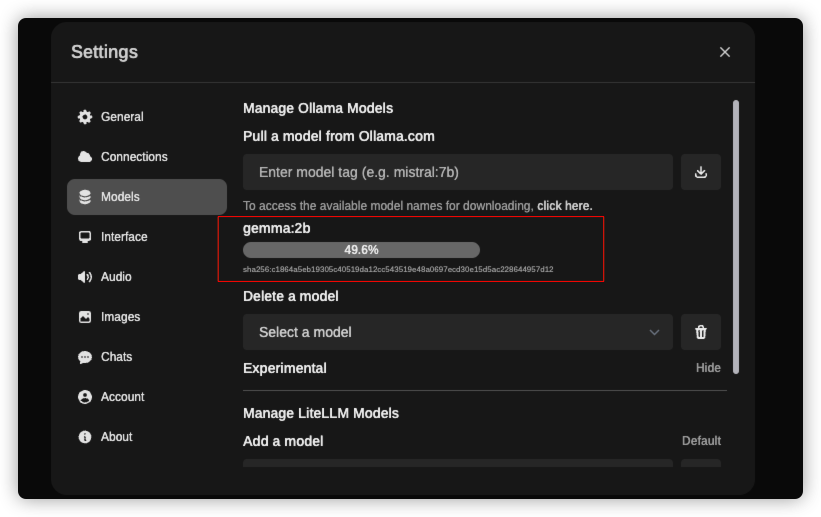 Settings
General
Connections
Models
Interface
Audio
Images
Chats
Account
About
Manage Ollama Models
Pull a model from Ollama.com
Enter model tag (e.g. mistral:7b)
To access the available model names for downloading, click here.
gemma:2b
49.6%
sha256:c1864a5eb19305c40519da12cc543519e48a0697ecd30e15d5ac228644957d12
Delete a model
Select a model
Experimental Hide
Manage LiteLLM Models
Add a model Default